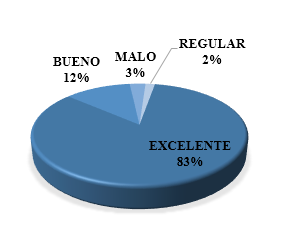 REGULAR
2%
MALO
3%
BUENO
12%
EXCELENTE
83%